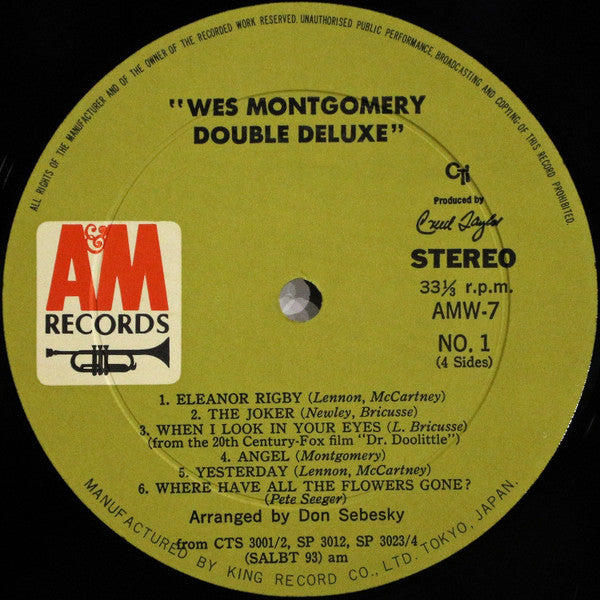 ALL RIGHTS OF THE MANUFACTURER AND OF THE OWNER OF THE RECORDED WORK RESERVED. UNAUTHORISED PUBLIC PERFORMANCE, BROADCASTING AND COPYING OF THIS RECORD PROHIBITED.
"WES MONTGOMERY
DOUBLE DELUXE"
CTi
Produced by
Creed Taylor
STEREO
33⅓ r.p.m.
AMW-7
NO. 1
(4 Sides)
A&M
RECORDS
1. ELEANOR RIGBY (Lennon, McCartney)
2. THE JOKER (Newley, Bricusse)
3. WHEN I LOOK IN YOUR EYES (L. Bricusse)
(from the 20th Century-Fox film "Dr. Doolittle")
4. ANGEL (Montgomery)
5. YESTERDAY (Lennon, McCartney)
6. WHERE HAVE ALL THE FLOWERS GONE?
(Pete Seeger)
Arranged by Don Sebesky
from CTS 3001/2, SP 3012, SP 3023/4
(SALBT 93) am
MANUFACTURED BY KING RECORD CO., LTD. TOKYO, JAPAN.